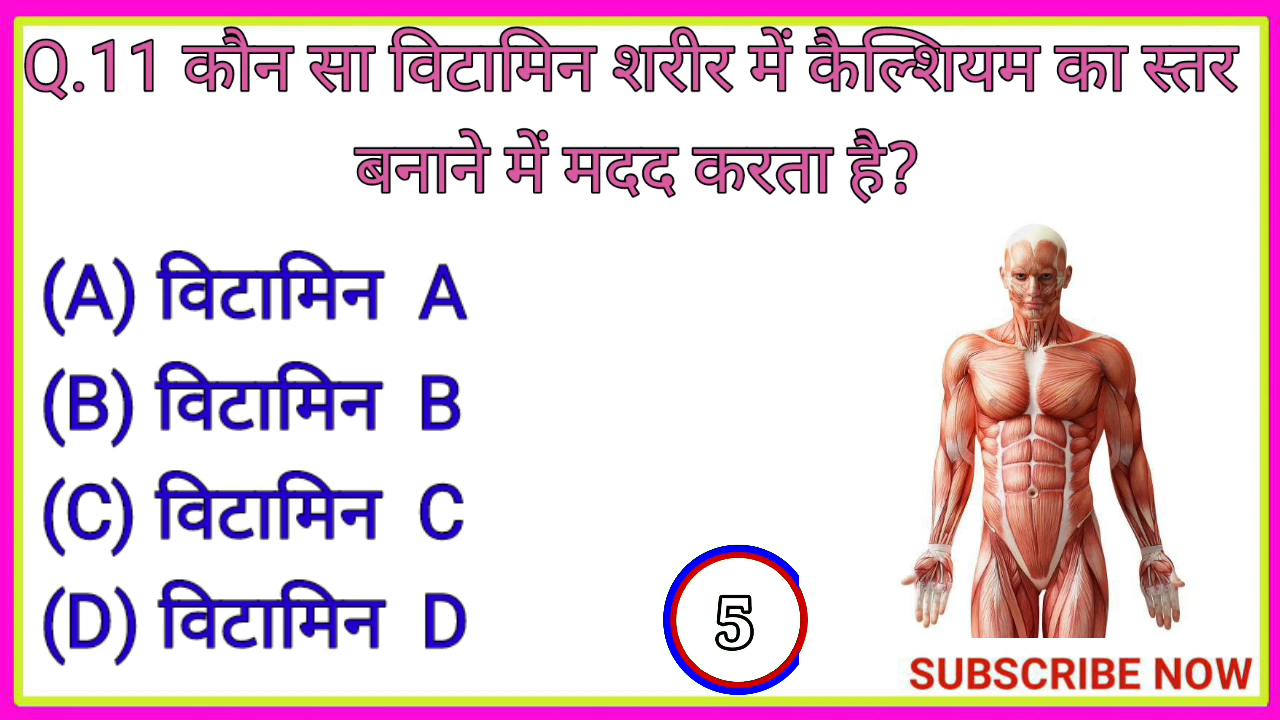 Q.11 कौन सा विटामिन शरीर में कैल्शियम का स्तर
बनाने में मदद करता है?
(A) विटामिन A
(B) विटामिन B
(C) विटामिन C
(D) विटामिन D
5
SUBSCRIBE NOW